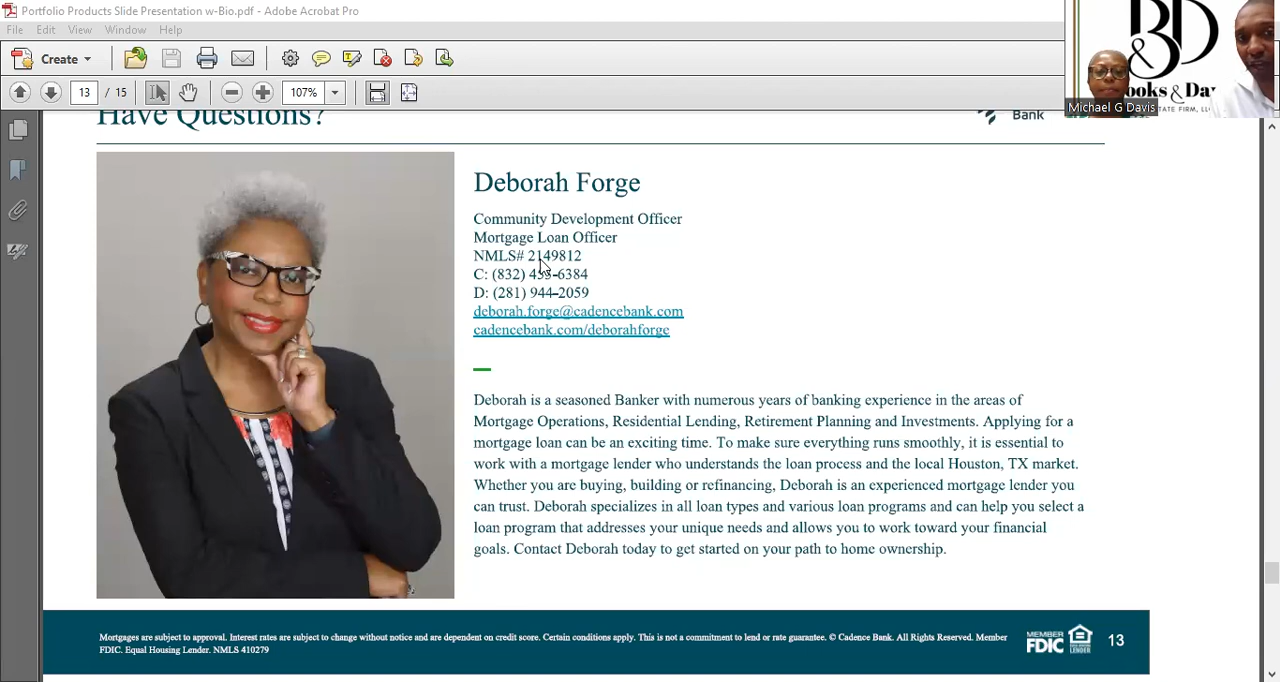 Portfolio Products Slide Presentation w-Bio.pdf - Adobe Acrobat Pro
File Edit View Window Help
Create
13 / 15 107%
Michael G Davis
B&D
STATE FIRM, LL
Have Questions?
Bank
Deborah Forge
Community Development Officer
Mortgage Loan Officer
NMLS# 2149812
C: (832) 433-6384
D: (281) 944-2059
deborah.forge@cadencebank.com
cadencebank.com/deborahforge
Deborah is a seasoned Banker with numerous years of banking experience in the areas of
Mortgage Operations, Residential Lending, Retirement Planning and Investments. Applying for a
mortgage loan can be an exciting time. To make sure everything runs smoothly, it is essential to
work with a mortgage lender who understands the loan process and the local Houston, TX market.
Whether you are buying, building or refinancing, Deborah is an experienced mortgage lender you
can trust. Deborah specializes in all loan types and various loan programs and can help you select a
loan program that addresses your unique needs and allows you to work toward your financial
goals. Contact Deborah today to get started on your path to home ownership.
Mortgages are subject to approval. Interest rates are subject to change without notice and are dependent on credit score. Certain conditions apply. This is not a commitment to lend or rate guarantee. © Cadence Bank. All Rights Reserved. Member
FDIC. Equal Housing Lender. NMLS 410279
MEMBER
FDIC
LENDER
13